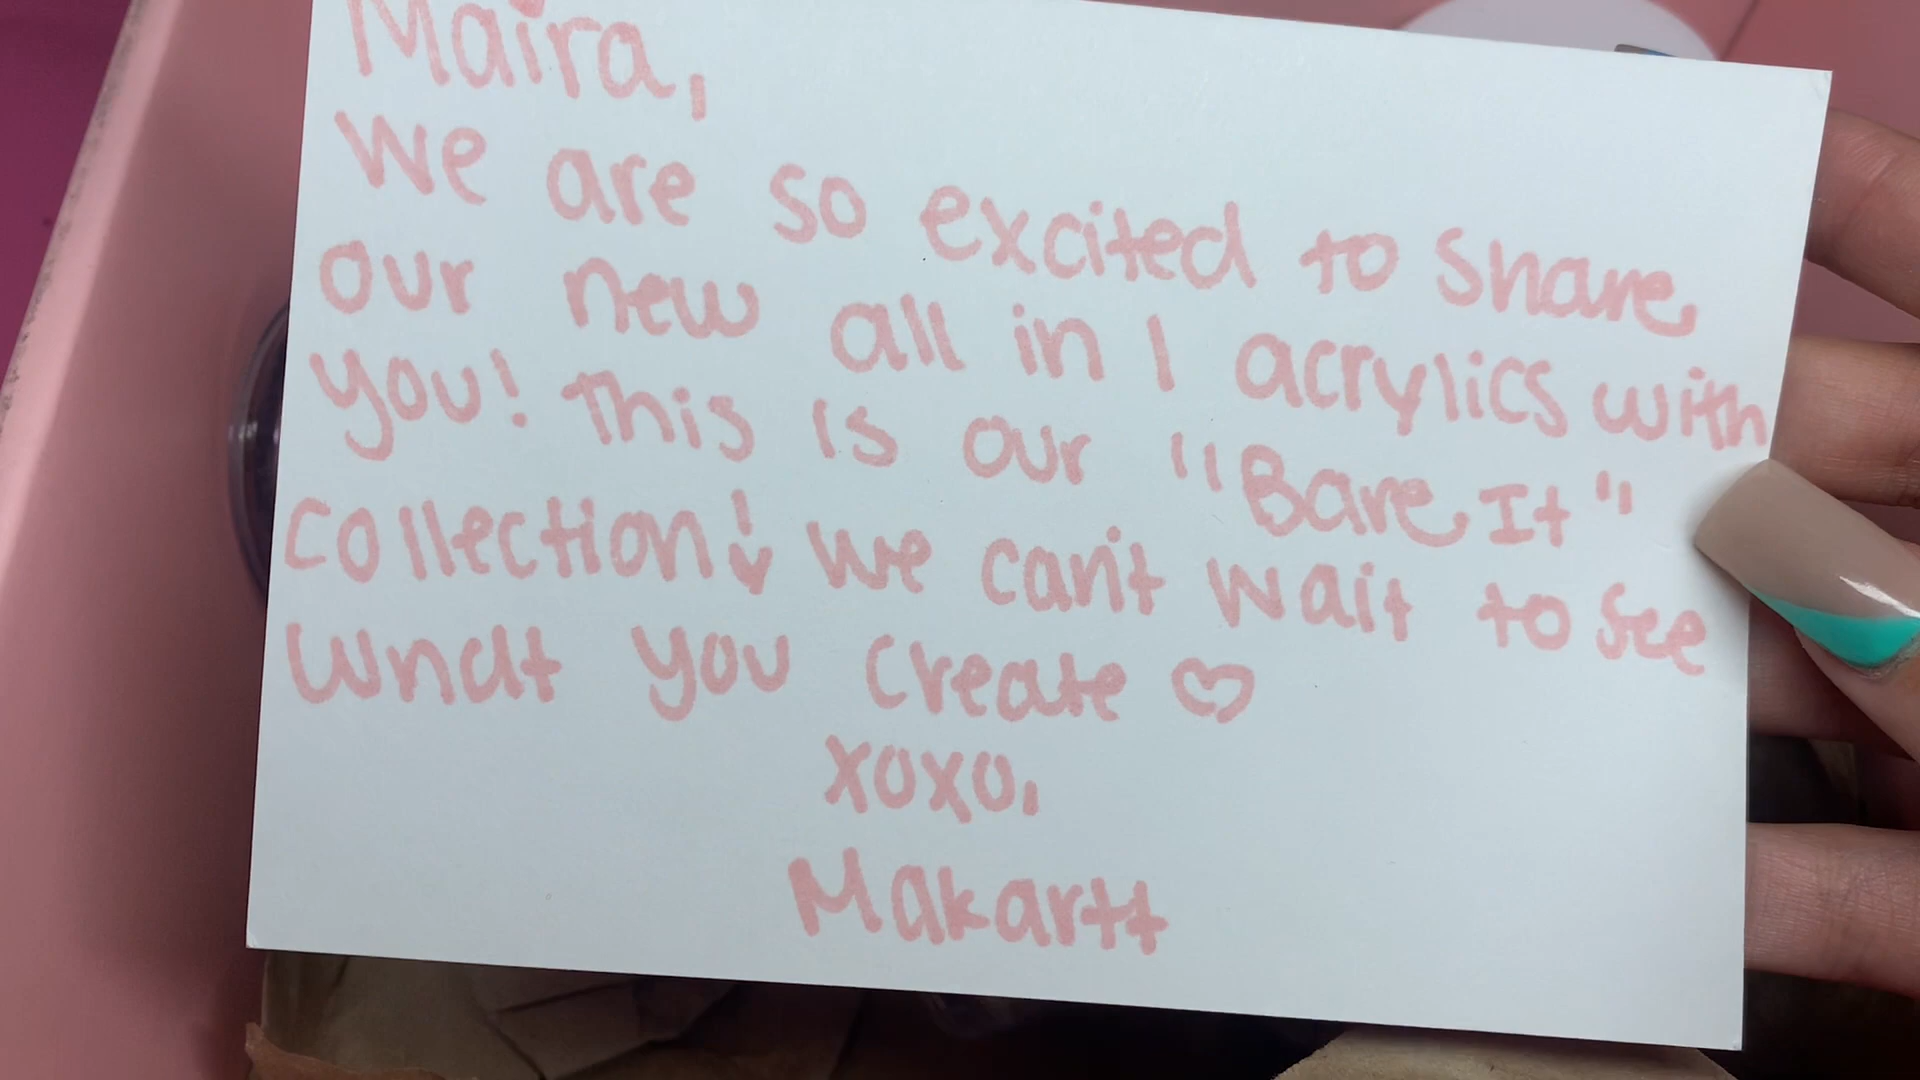 Maira,
We are so excited to share
our new all in 1 acrylics with
you! This is our "Bare It"
collection! We can't wait to see
what you create ♡
xoxo,
Makartt